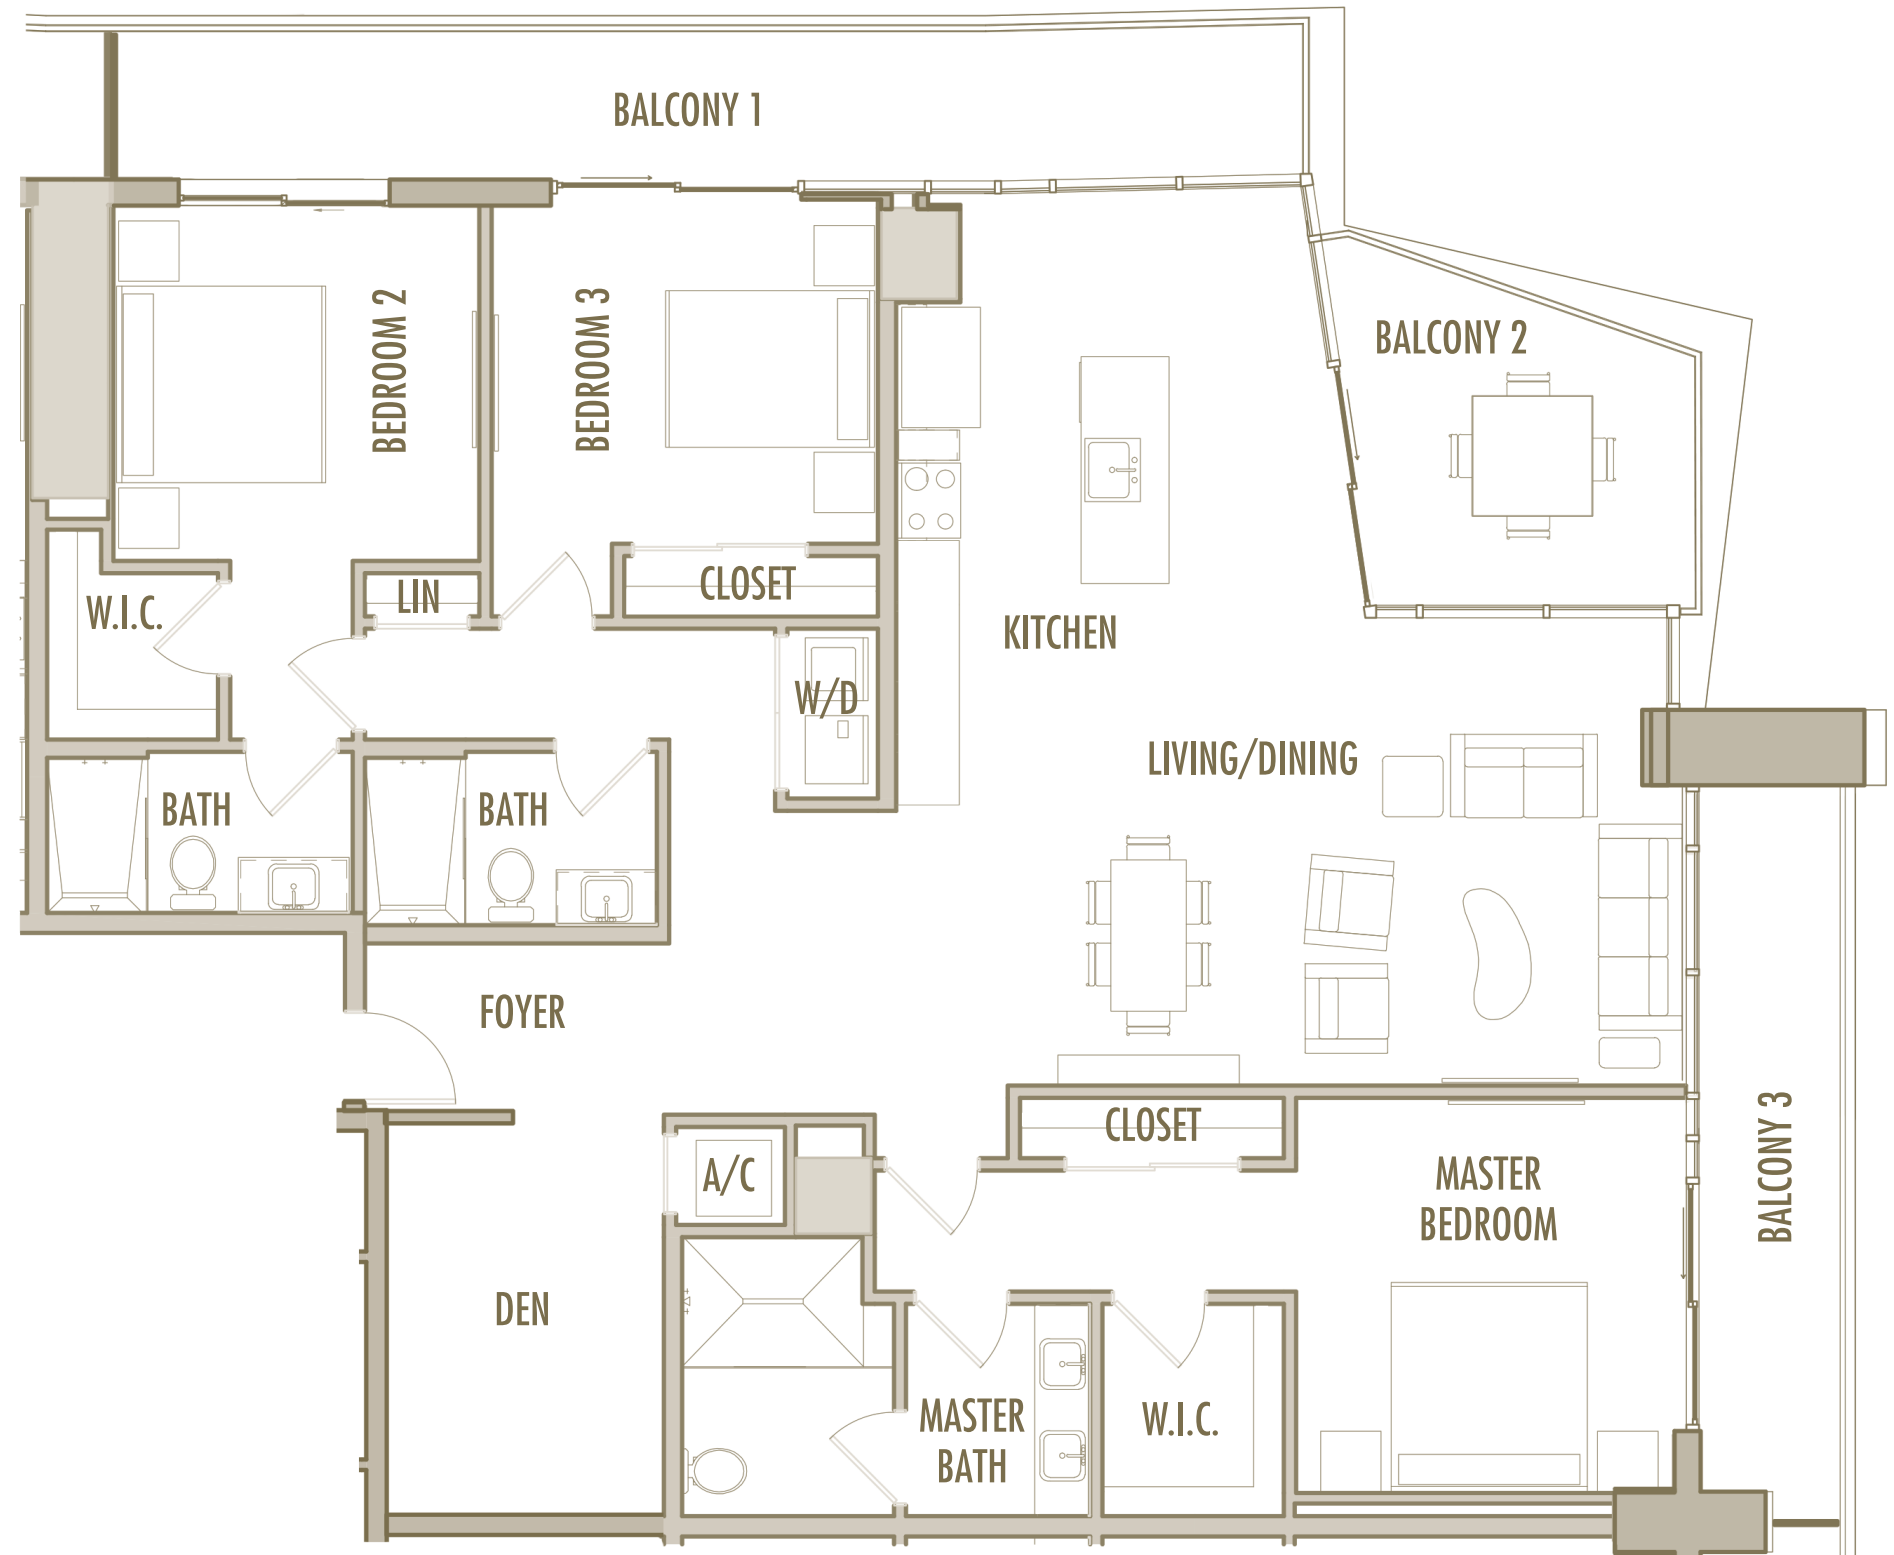 BALCONY 1
BALCONY 2
BEDROOM 2
BEDROOM 3
W.I.C.
LIN
CLOSET
KITCHEN
W/D
LIVING/DINING
BATH
BATH
FOYER
CLOSET
A/C
MASTER
BEDROOM
BALCONY 3
DEN
MASTER
BATH
W.I.C.